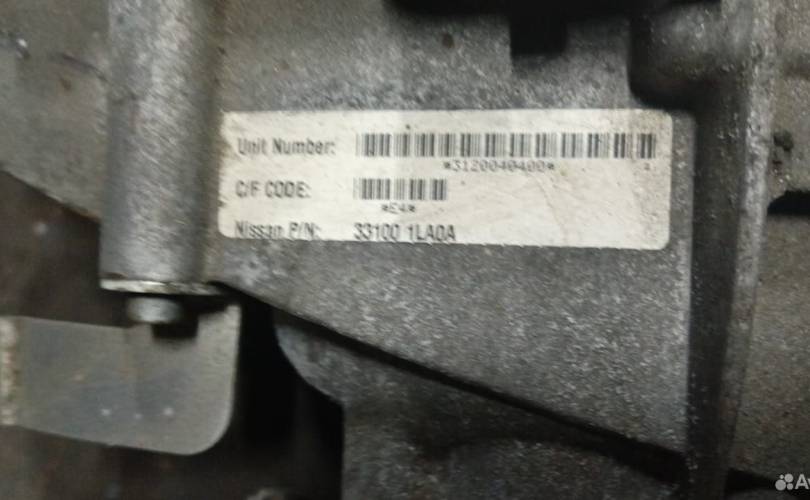 Unit Number:
*3120040400*
C/F CODE:
*E4*
Nissan P/N: 33100 1LA0A